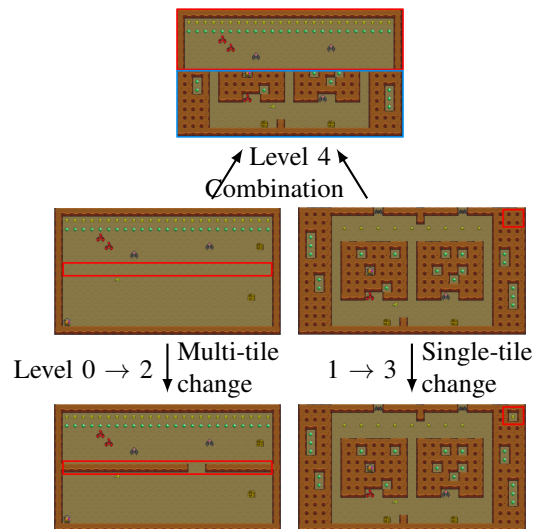 Level 4
Combination
Level 0 → 2
Multi-tile
change
1 → 3
Single-tile
change